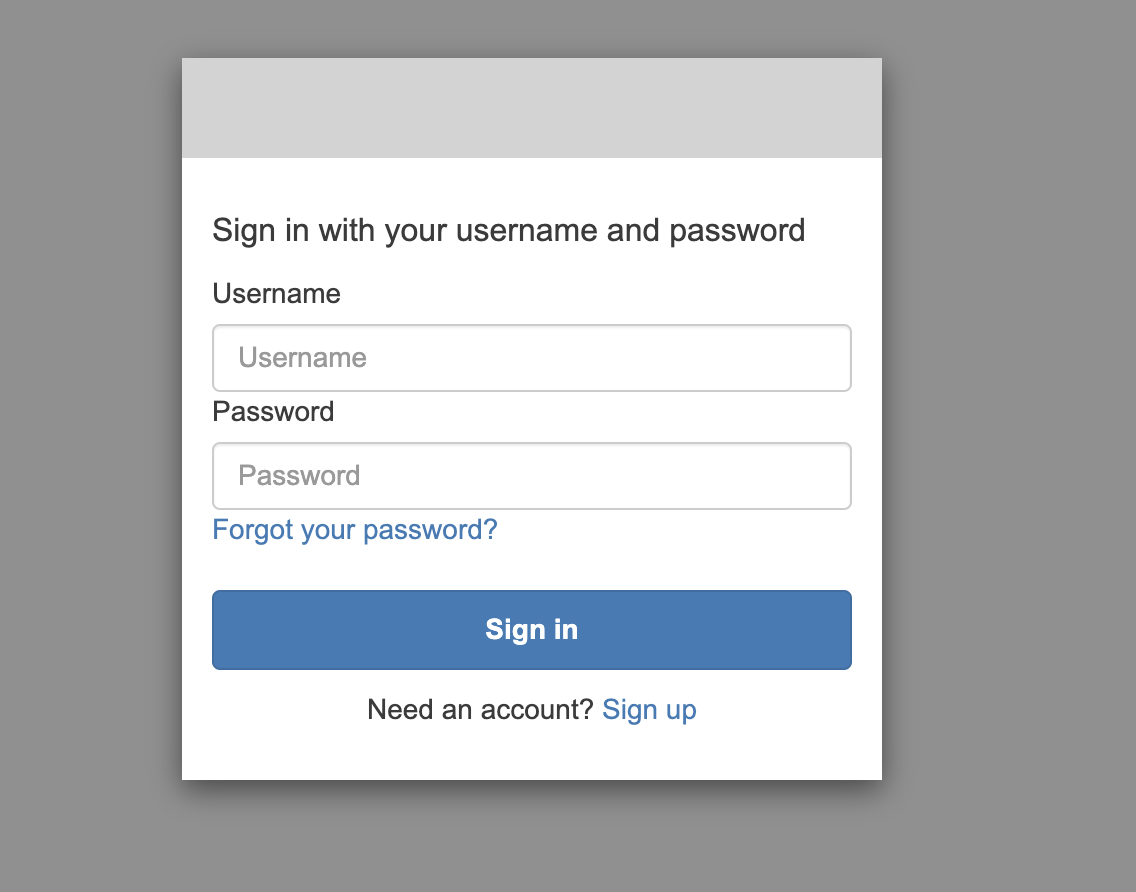 Sign in with your username and password
Username
Username
Password
Password
Forgot your password?
Sign in
Need an account? Sign up